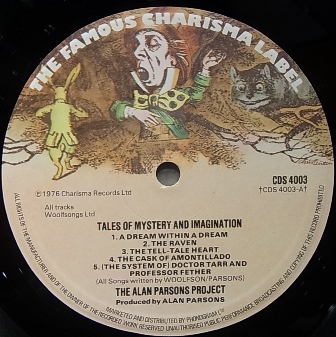 THE FAMOUS CHARISMA LABEL
℗1976 Charisma Records Ltd
All tracks
Woolfsongs Ltd
CDS 4003
†CDS 4003-A†
TALES OF MYSTERY AND IMAGINATION
1. A DREAM WITHIN A DREAM
2. THE RAVEN
3. THE TELL-TALE HEART
4. THE CASK OF AMONTILLADO
5. (THE SYSTEM OF) DOCTOR TARR AND
PROFESSOR FETHER
(All Songs written by WOOLFSON/PARSONS)
THE ALAN PARSONS PROJECT
Produced by ALAN PARSONS
MARKETED AND DISTRIBUTED BY PHONOGRAM LTD
ALL RIGHTS OF THE MANUFACTURER AND OF THE OWNER OF THE RECORDED WORK RESERVED UNAUTHORISED PUBLIC PERFORMANCE BROADCASTING AND COPYING OF THIS RECORD PROHIBITED